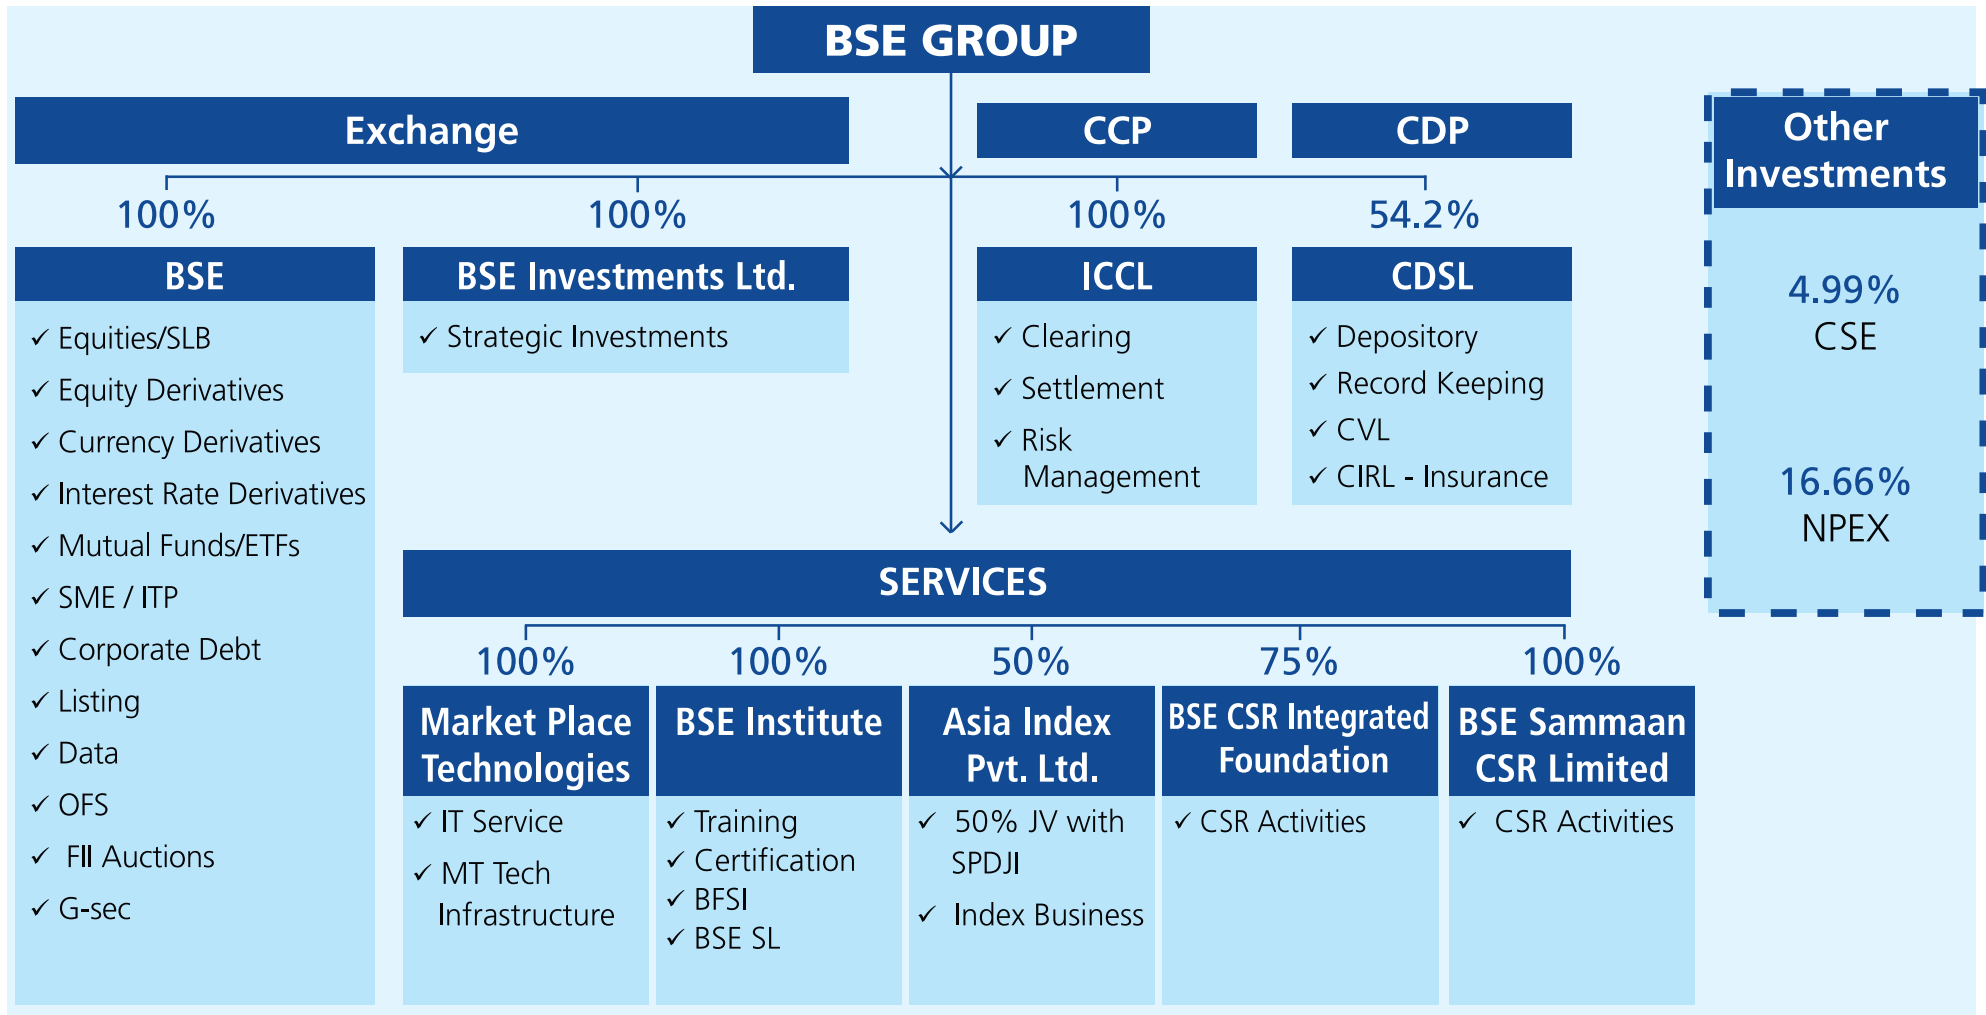 BSE GROUP
Exchange
CCP
CDP
100%
100%
100%
54.2%
BSE
✓ Equities/SLB
✓ Equity Derivatives
✓ Currency Derivatives
✓ Interest Rate Derivatives
✓ Mutual Funds/ETFs
✓ SME / ITP
✓ Corporate Debt
✓ Listing
✓ Data
✓ OFS
✓ FII Auctions
✓ G-sec
BSE Investments Ltd.
✓ Strategic Investments
ICCL
✓ Clearing
✓ Settlement
✓ Risk
Management
CDSL
✓ Depository
✓ Record Keeping
✓ CVL
✓ CIRL - Insurance
SERVICES
100%
100%
50%
75%
100%
Market Place
Technologies
✓ IT Service
✓ MT Tech
Infrastructure
BSE Institute
✓ Training
✓ Certification
✓ BFSI
✓ BSE SL
Asia Index
Pvt. Ltd.
✓ 50% JV with
SPDJI
✓ Index Business
BSE CSR Integrated
Foundation
✓ CSR Activities
BSE Sammaan
CSR Limited
✓ CSR Activities
Other
Investments
4.99%
CSE
16.66%
NPEX